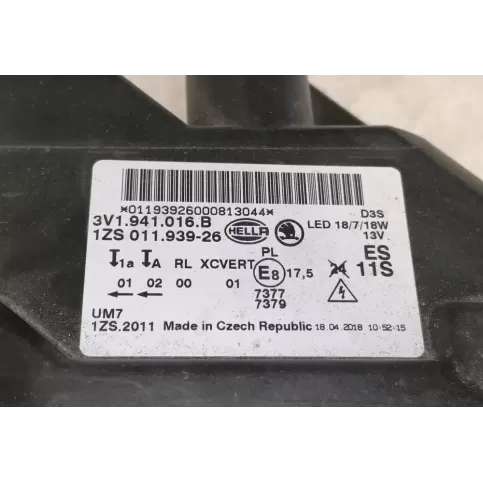 *01193926000813044*
D3S
3V1.941.016.B
HELLA
LED 18/7/18W
13V
1ZS 011.939-26
PL
ES
1a A RL XCVERT
E8
17,5
24 11S
01 02 00 01
7377
7379
UM7
1ZS.2011 Made in Czech Republic 18.04.2018 10:52:15